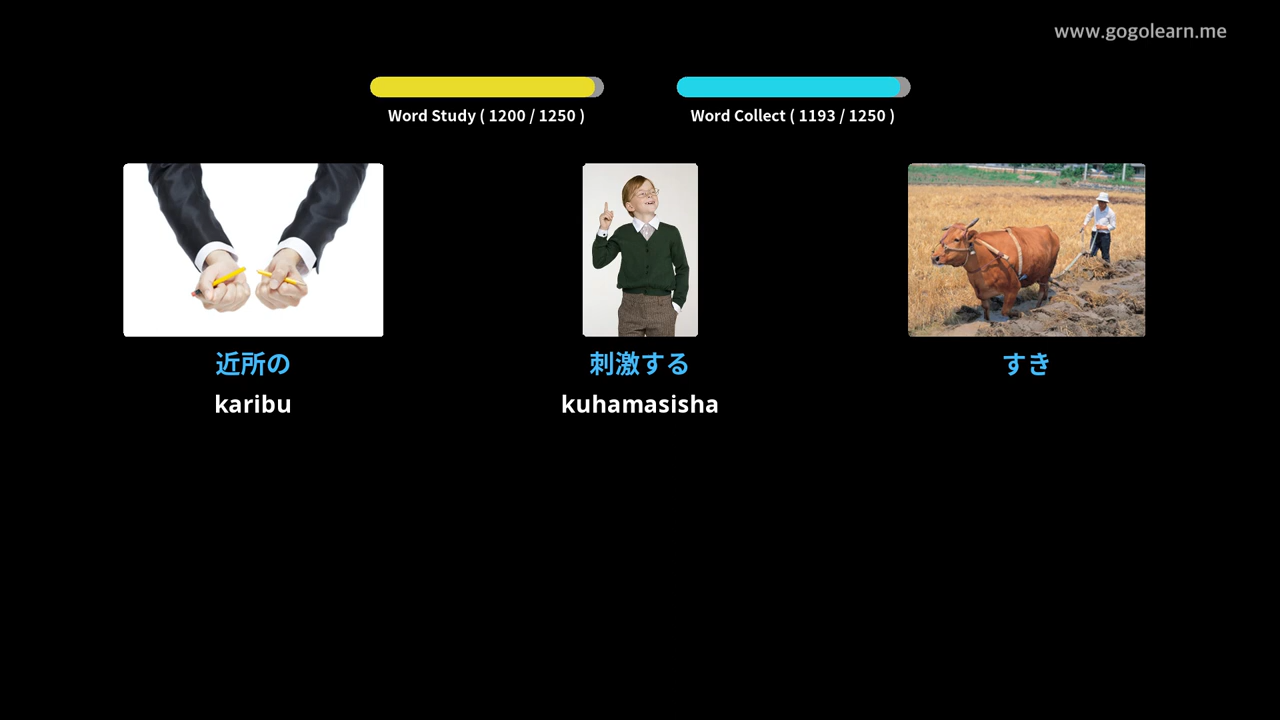 www.gogolearn.me
Word Study ( 1200 / 1250 )
Word Collect ( 1193 / 1250 )
近所の
刺激する
すき
karibu
kuhamasisha